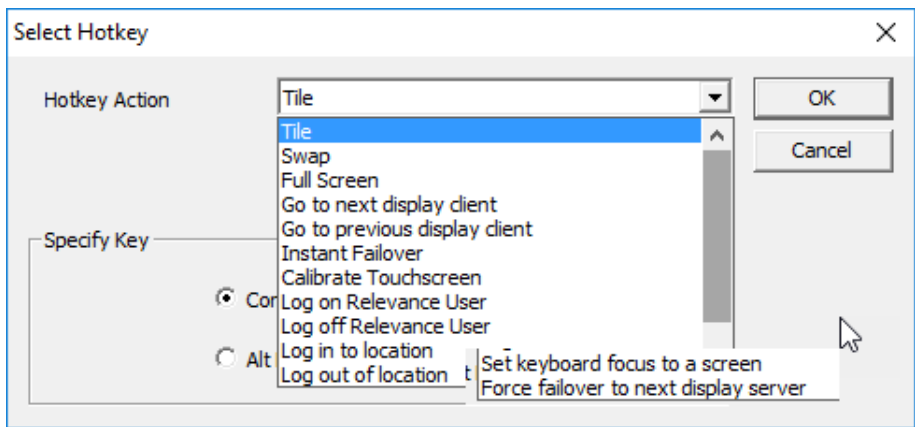 Select Hotkey
Hotkey Action
Tile
OK
Cancel
Tile
Swap
Full Screen
Go to next display client
Go to previous display client
Instant Failover
Calibrate Touchscreen
Log on Relevance User
Log off Relevance User
Log in to location
Log out of location
Set keyboard focus to a screen
Force failover to next display server
Specify Key
Alt